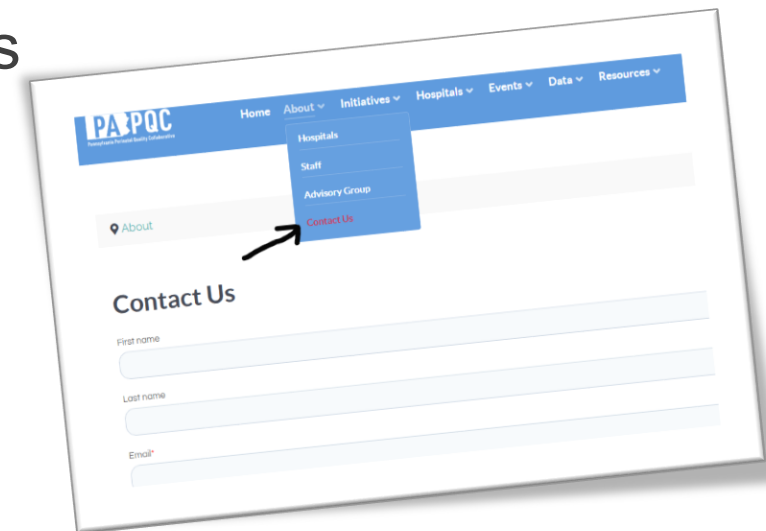 s
PA PQC
Pennsylvania Perinatal Quality Collaborative
Home About Initiatives Hospitals Events Data Resources
Hospitals
Staff
Advisory Group
Contact Us
About
Contact Us
First name
Last name
Email*